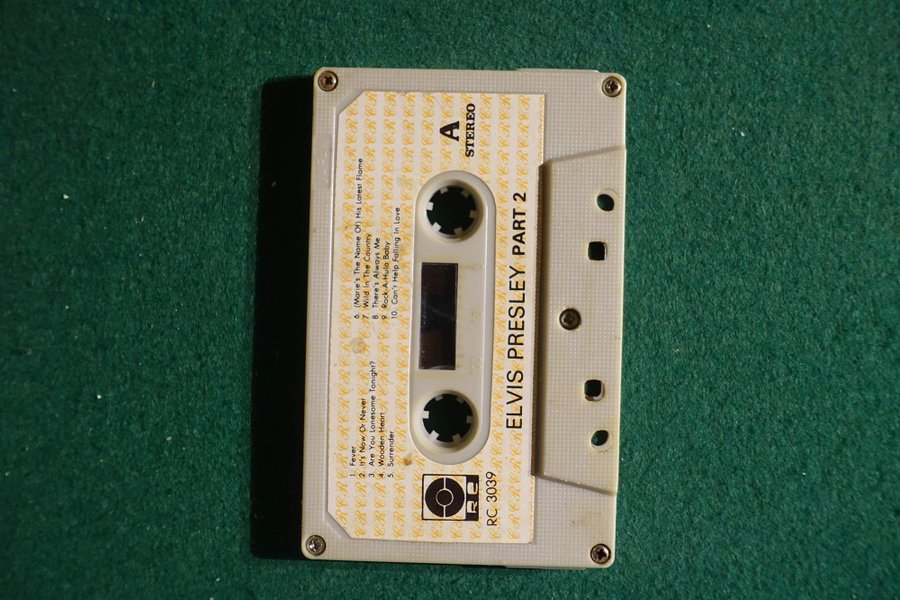 1. Fever
2. It's Now Or Never
3. Are You Lonesome Tonight?
4. Wooden Heart
5. Surrender
6. (Marie's The Name Of) His Latest Flame
7. Wild In The Country
8. There's Always Me
9. Rock-A-Hula Baby
10. Can't Help Falling In Love
A
STEREO
RC
RC 3039
ELVIS PRESLEY PART 2